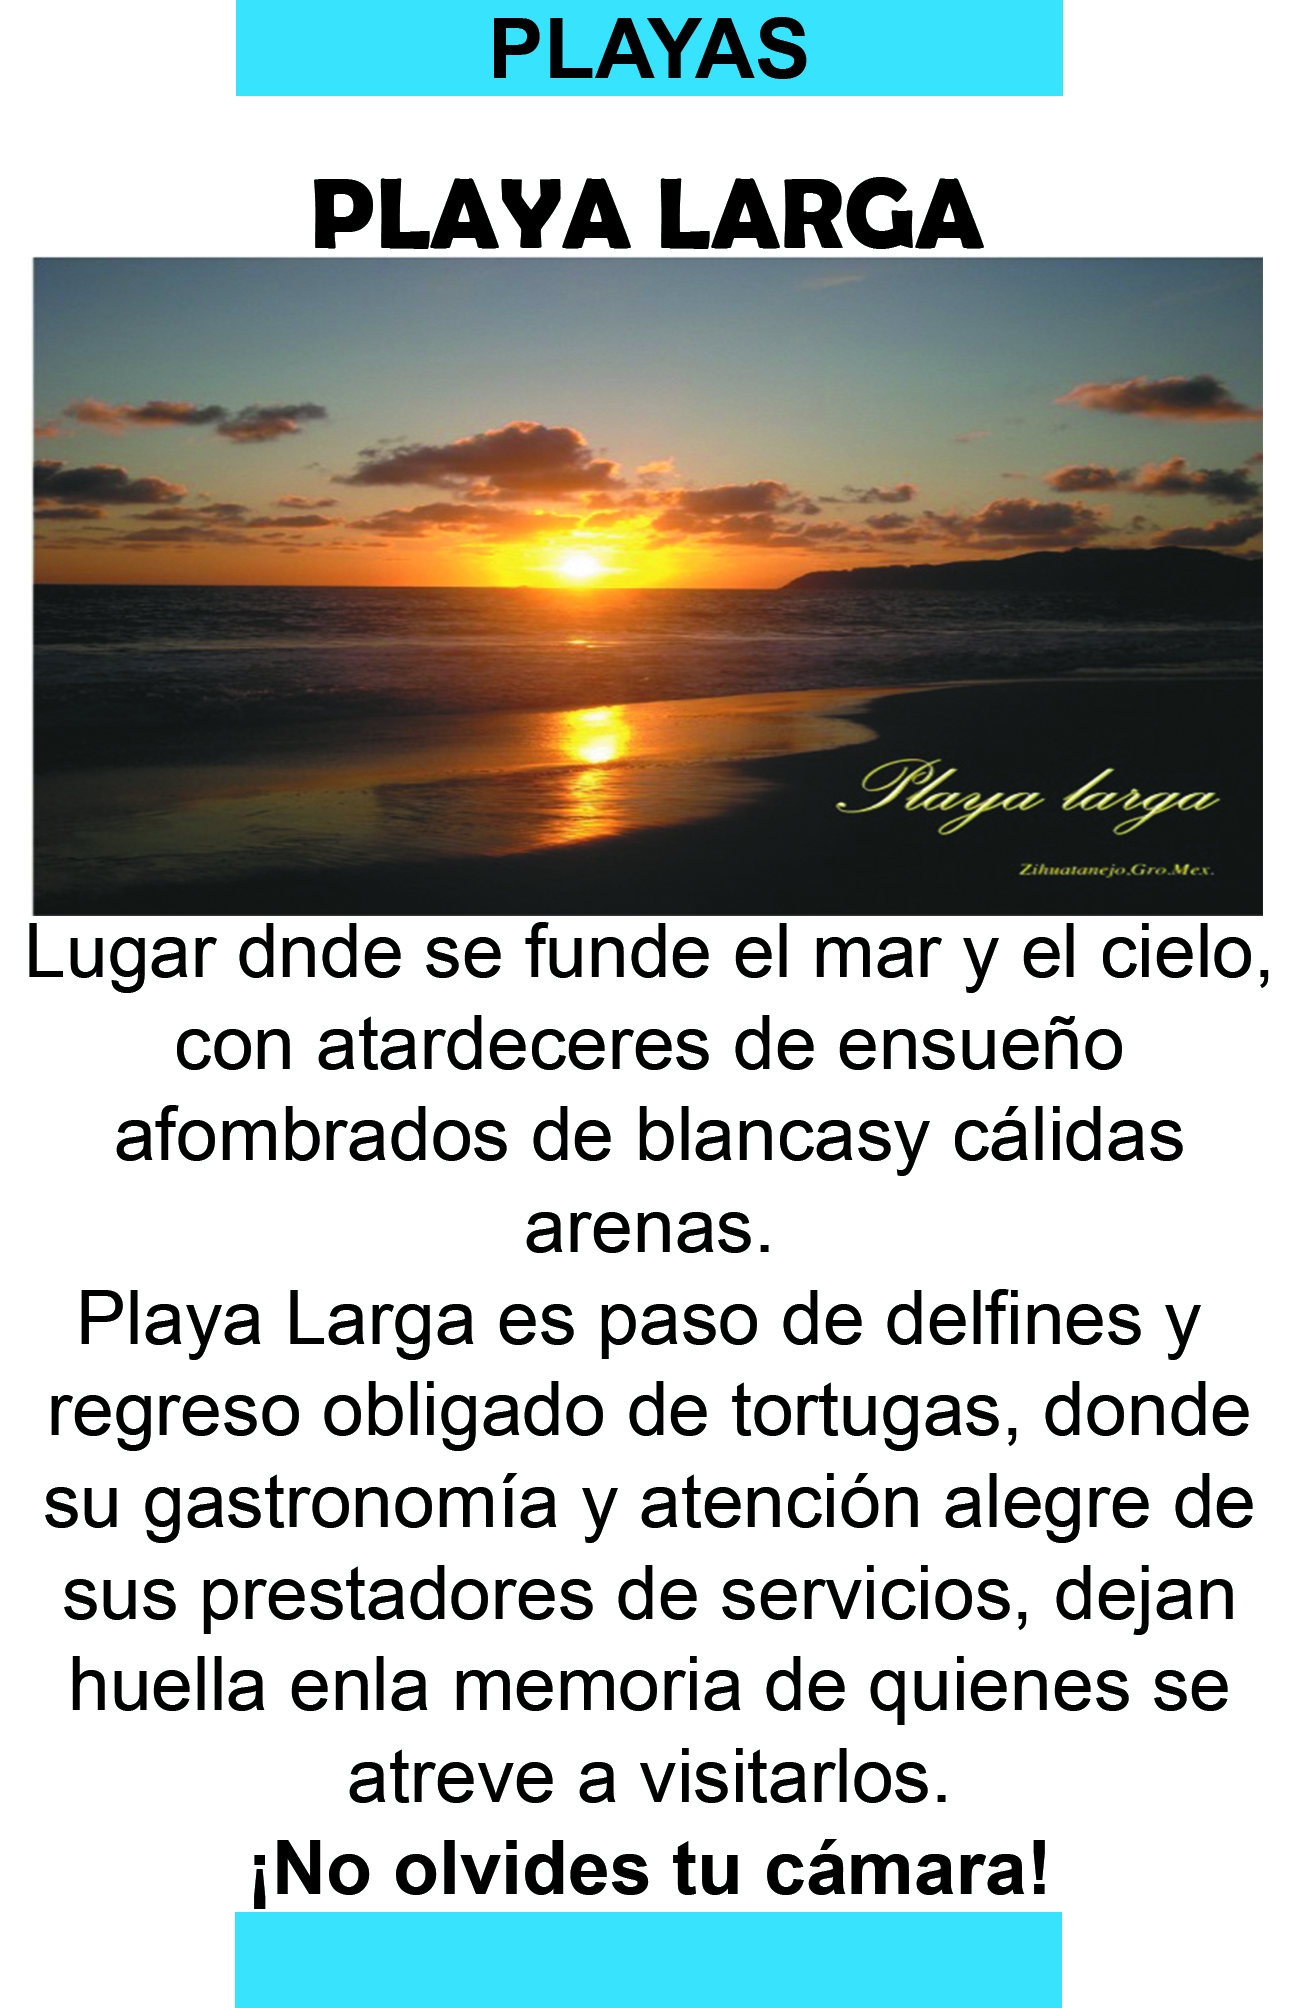 PLAYAS
PLAYA LARGA
Playa larga
Zihuatanejo.Gro.Mex.
Lugar dnde se funde el mar y el cielo,
con atardeceres de ensueño
afombrados de blancasy cálidas
arenas.
Playa Larga es paso de delfines y
regreso obligado de tortugas, donde
su gastronomía y atención alegre de
sus prestadores de servicios, dejan
huella enla memoria de quienes se
atreve a visitarlos.
¡No olvides tu cámara!